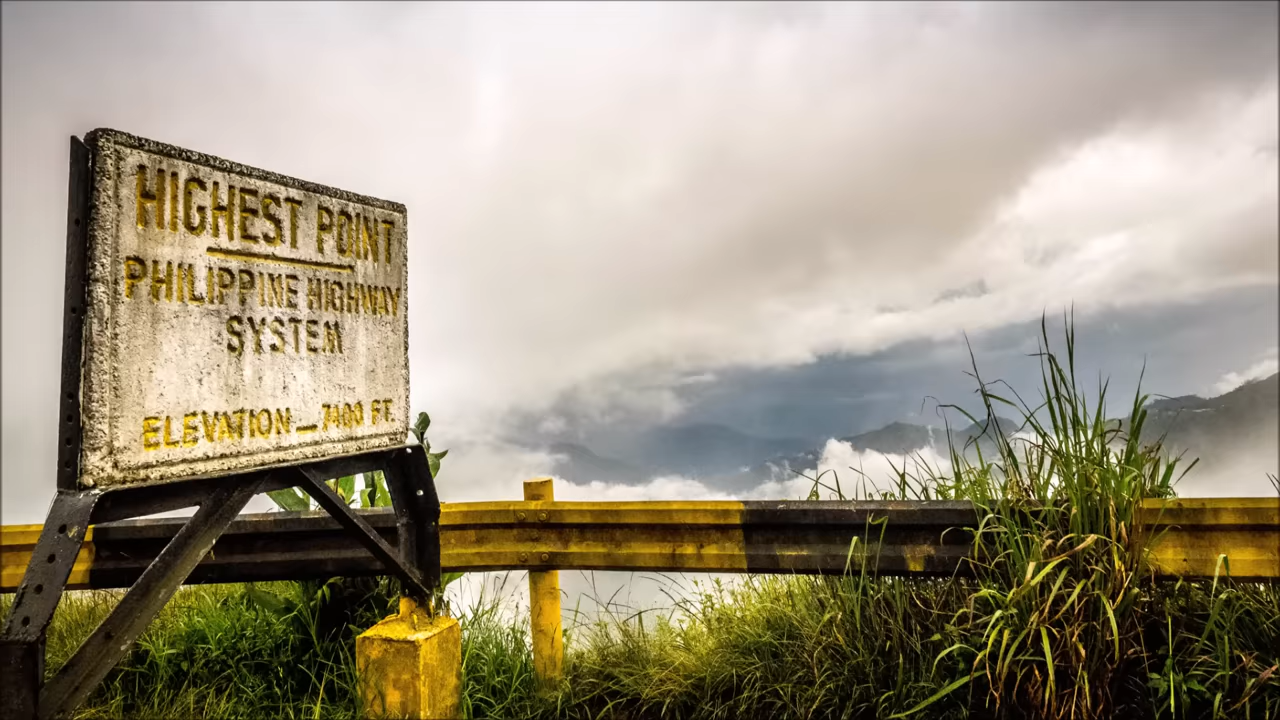 HIGHEST POINT
PHILIPPINE HIGHWAY
SYSTEM
ELEVATION — 7400 FT.